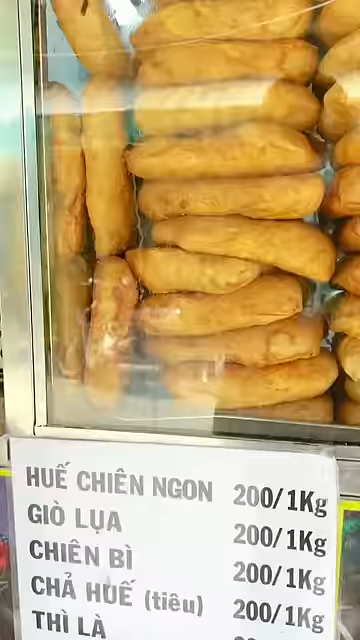 HUẾ CHIÊN NGON 200/1Kg
GIÒ LỤA 200/1Kg
CHIÊN BÌ 200/1Kg
CHẢ HUẾ (tiêu) 200/1Kg
THÌ LÀ